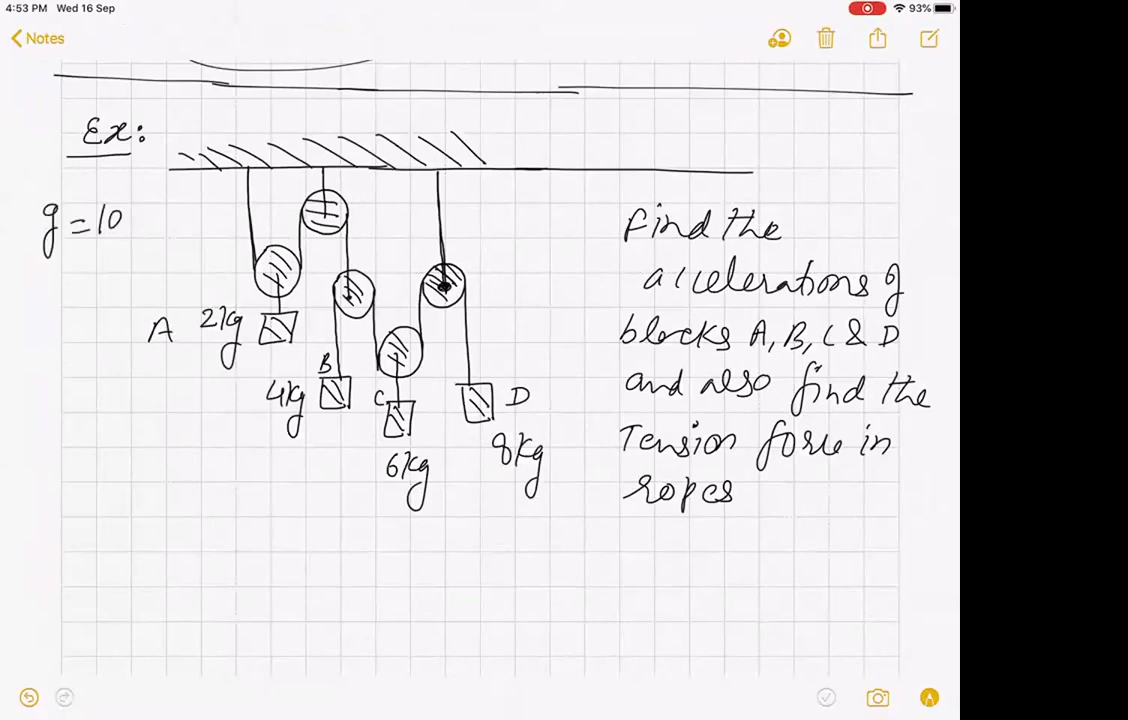 4:53 PM Wed 16 Sep
93%
Notes
Ex:
g = 10
Find the
accelerations of
blocks A, B, C & D
and also find the
Tension force in
ropes
A 2kg
B
4kg
C
6kg
D
8kg